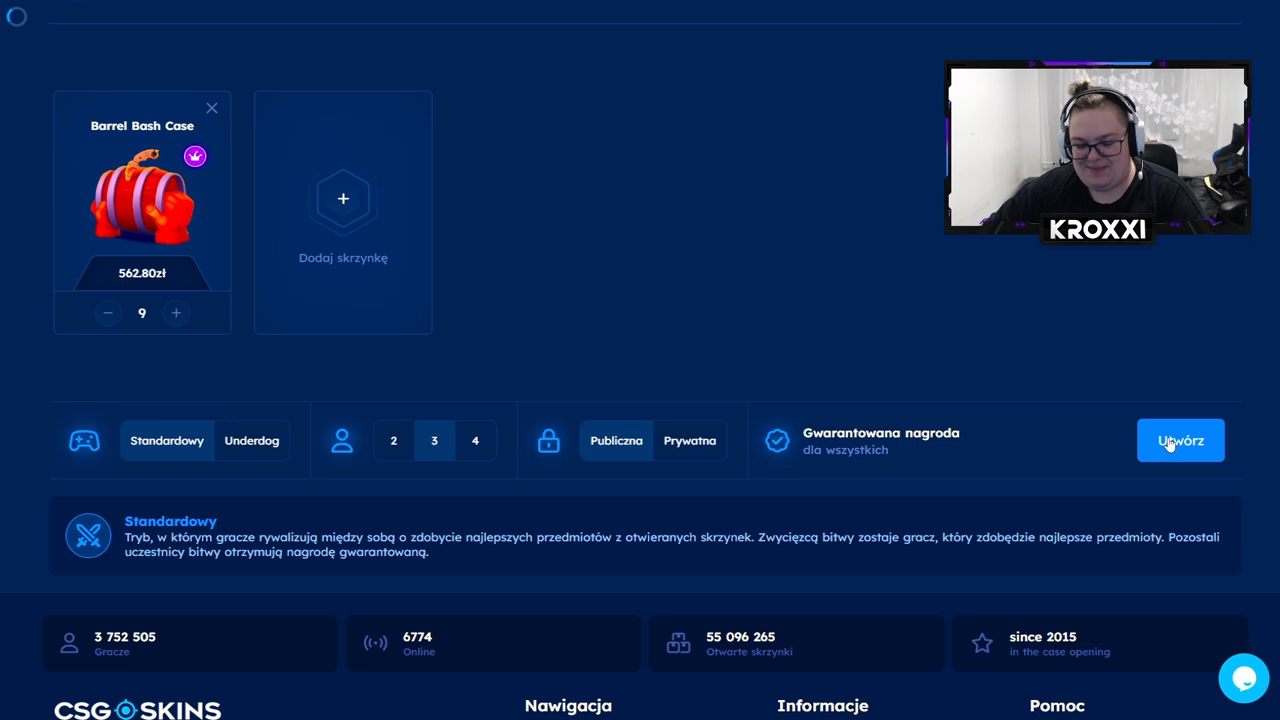 Barrel Bash Case
562.80zł
9
Dodaj skrzynkę
KROXXI
Standardowy Underdog
2 3 4
Publiczna Prywatna
Gwarantowana nagroda
dla wszystkich
Utwórz
Standardowy
Tryb, w którym gracze rywalizują między sobą o zdobycie najlepszych przedmiotów z otwieranych skrzynek. Zwycięzcą bitwy zostaje gracz, który zdobędzie najlepsze przedmioty. Pozostali
uczestnicy bitwy otrzymują nagrodę gwarantowaną.
3 752 505
Gracze
6774
Online
55 096 265
Otwarte skrzynki
since 2015
in the case opening
CSGOSKINS
Nawigacja
Informacje
Pomoc